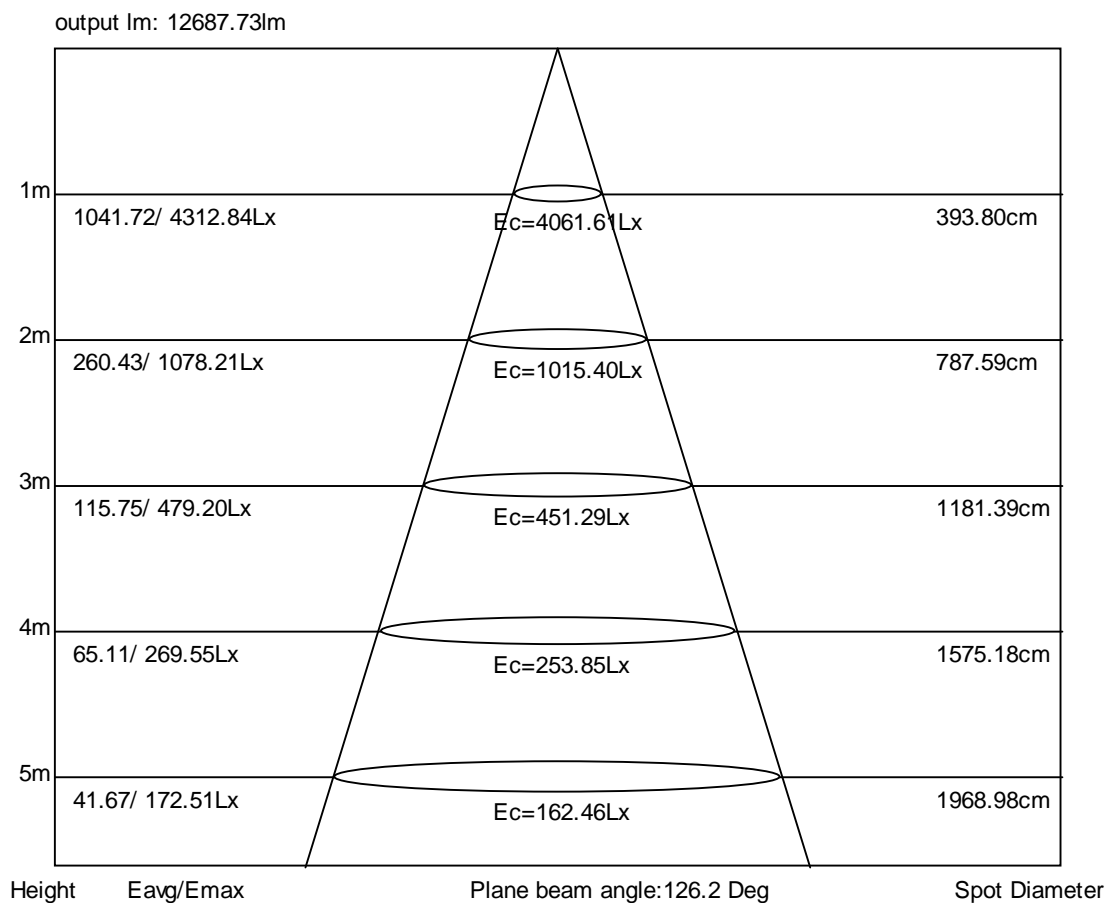 output lm: 12687.73lm
1m
1041.72/ 4312.84Lx
Ec=4061.61Lx
393.80cm
2m
260.43/ 1078.21Lx
Ec=1015.40Lx
787.59cm
3m
115.75/ 479.20Lx
Ec=451.29Lx
1181.39cm
4m
65.11/ 269.55Lx
Ec=253.85Lx
1575.18cm
5m
41.67/ 172.51Lx
Ec=162.46Lx
1968.98cm
Height Eavg/Emax Plane beam angle:126.2 Deg Spot Diameter